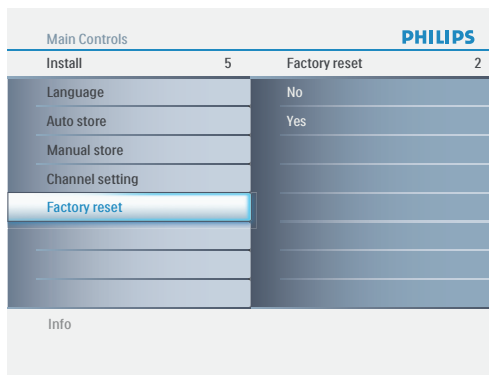 Main Controls
PHILIPS
Install 5
Factory reset 2
Language
No
Auto store
Yes
Manual store
Channel setting
Factory reset
Info